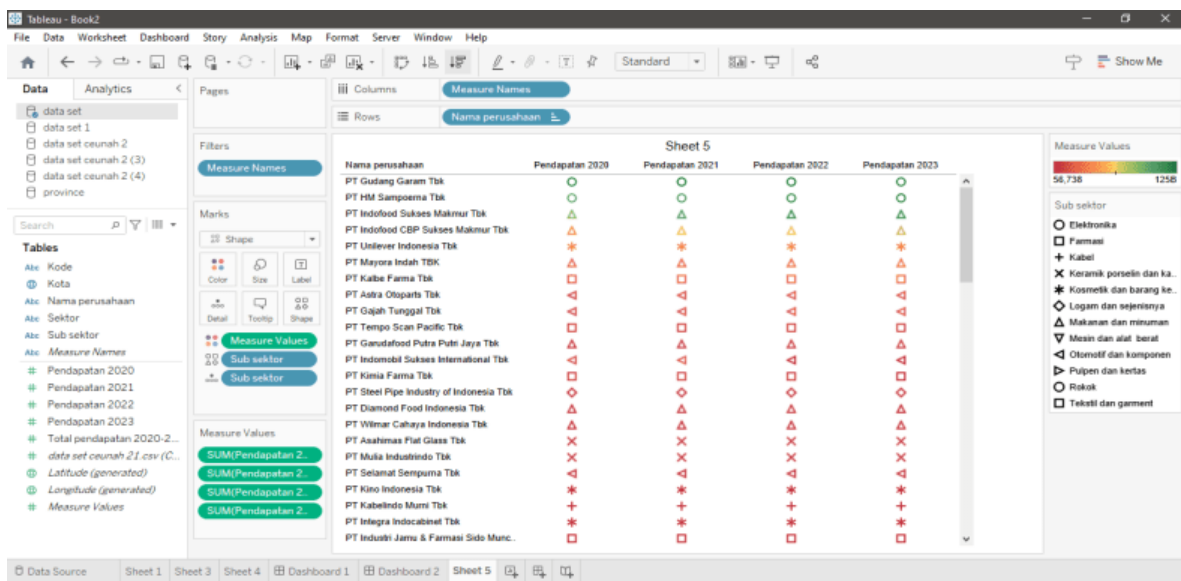 Tableau - Book2
File Data Worksheet Dashboard Story Analysis Map Format Server Window Help
Standard
Show Me
Data Analytics
data set
data set 1
data set ceunah 2
data set ceunah 2 (3)
data set ceunah 2 (4)
province
Search
Tables
Abc Kode
Kota
Abc Nama perusahaan
Abc Sektor
Abc Sub sektor
Abc Measure Names
# Pendapatan 2020
# Pendapatan 2021
# Pendapatan 2022
# Pendapatan 2023
# Total pendapatan 2020-2...
# data set ceunah 21.csv (C...
Latitude (generated)
Longitude (generated)
# Measure Values
Pages
Filters
Measure Names
Marks
Shape
Color Size Label
Detail Tooltip Shape
Measure Values
Sub sektor
Sub sektor
Measure Values
SUM(Pendapatan 2..
SUM(Pendapatan 2..
SUM(Pendapatan 2..
SUM(Pendapatan 2..
Columns Measure Names
Rows Nama perusahaan
Sheet 5
Nama perusahaan Pendapatan 2020 Pendapatan 2021 Pendapatan 2022 Pendapatan 2023
PT Gudang Garam Tbk
PT HM Sampoerna Tbk
PT Indofood Sukses Makmur Tbk
PT Indofood CBP Sukses Makmur Tbk
PT Unilever Indonesia Tbk
PT Mayora Indah TBK
PT Kalbe Farma Tbk
PT Astra Otoparts Tbk
PT Gajah Tunggal Tbk
PT Tempo Scan Pacific Tbk
PT Garudafood Putra Putri Jaya Tbk
PT Indomobil Sukses International Tbk
PT Kimia Farma Tbk
PT Steel Pipe Industry of Indonesia Tbk
PT Diamond Food Indonesia Tbk
PT Wilmar Cahaya Indonesia Tbk
PT Asahimas Flat Glass Tbk
PT Mulia Industrindo Tbk
PT Selamat Sempurna Tbk
PT Kino Indonesia Tbk
PT Kabelindo Murni Tbk
PT Integra Indocabinet Tbk
PT Industri Jamu & Farmasi Sido Munc..
Measure Values
56,738 125B
Sub sektor
Elektronika
Farmasi
Kabel
Keramik porselin dan ka..
Kosmetik dan barang ke..
Logam dan sejenisnya
Makanan dan minuman
Mesin dan alat berat
Otomotif dan komponen
Pulpen dan kertas
Rokok
Tekstil dan garment
Data Source Sheet 1 Sheet 3 Sheet 4 Dashboard 1 Dashboard 2 Sheet 5